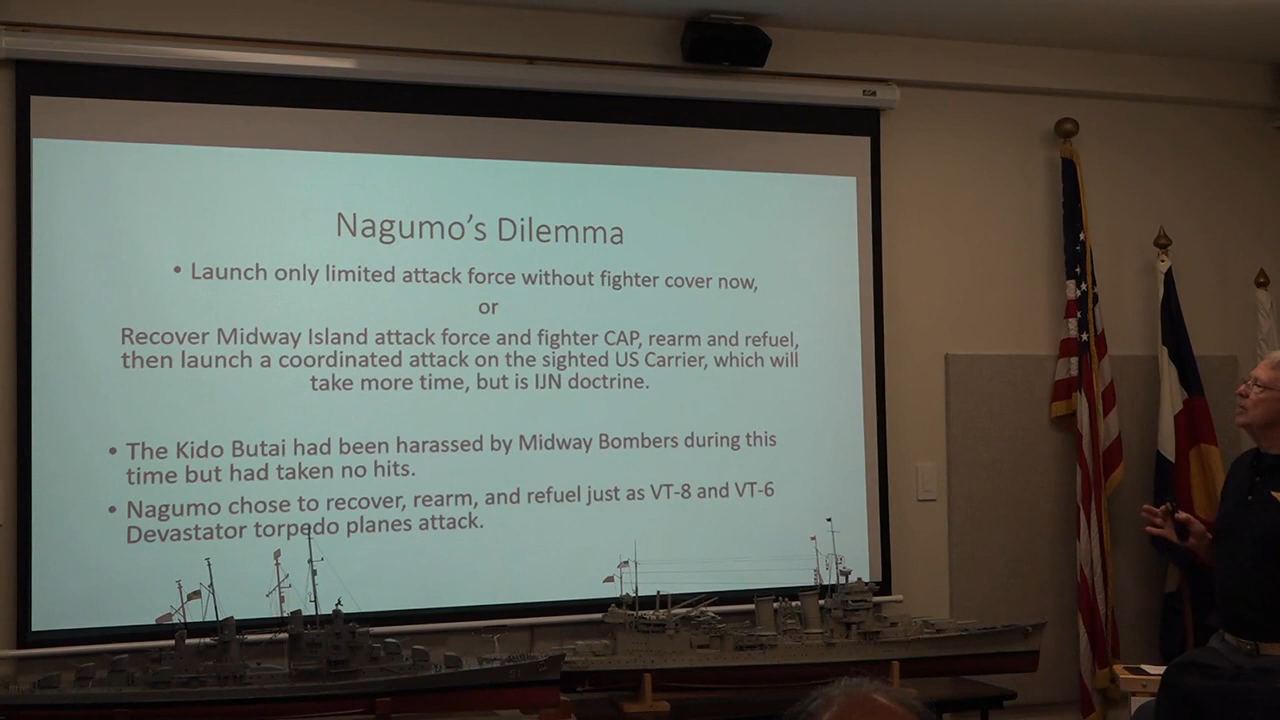 Nagumo's Dilemma
• Launch only limited attack force without fighter cover now,
or
Recover Midway Island attack force and fighter CAP, rearm and refuel,
then launch a coordinated attack on the sighted US Carrier, which will
take more time, but is IJN doctrine.
• The Kido Butai had been harassed by Midway Bombers during this
time but had taken no hits.
• Nagumo chose to recover, rearm, and refuel just as VT-8 and VT-6
Devastator torpedo planes attack.